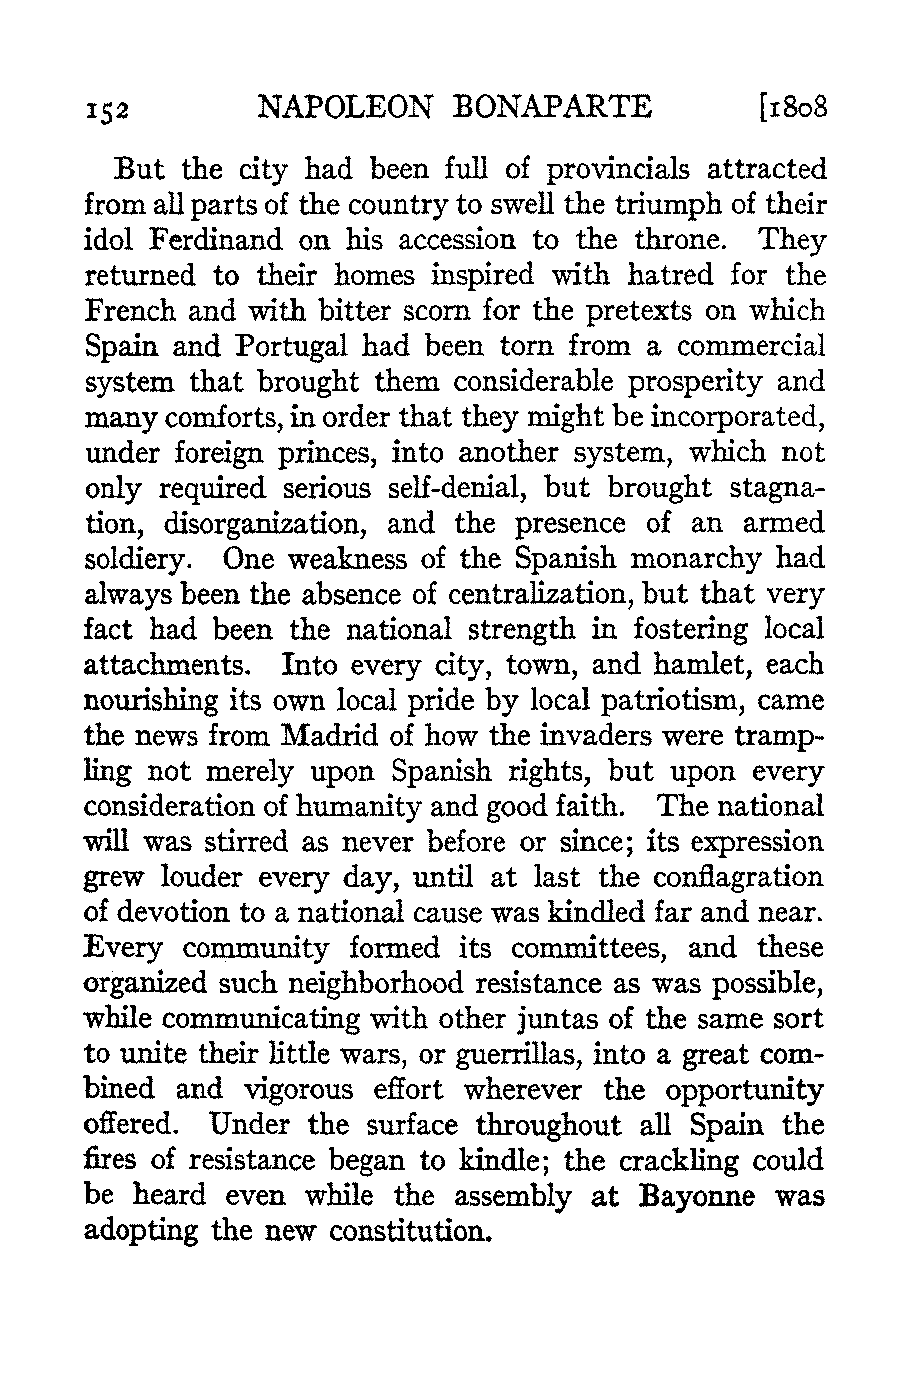 152 NAPOLEON BONAPARTE [1808
But the city had been full of provincials attracted
from all parts of the country to swell the triumph of their
idol Ferdinand on his accession to the throne. They
returned to their homes inspired with hatred for the
French and with bitter scorn for the pretexts on which
Spain and Portugal had been torn from a commercial
system that brought them considerable prosperity and
many comforts, in order that they might be incorporated,
under foreign princes, into another system, which not
only required serious self-denial, but brought stagna-
tion, disorganization, and the presence of an armed
soldiery. One weakness of the Spanish monarchy had
always been the absence of centralization, but that very
fact had been the national strength in fostering local
attachments. Into every city, town, and hamlet, each
nourishing its own local pride by local patriotism, came
the news from Madrid of how the invaders were tramp-
ling not merely upon Spanish rights, but upon every
consideration of humanity and good faith. The national
will was stirred as never before or since; its expression
grew louder every day, until at last the conflagration
of devotion to a national cause was kindled far and near.
Every community formed its committees, and these
organized such neighborhood resistance as was possible,
while communicating with other juntas of the same sort
to unite their little wars, or guerrillas, into a great com-
bined and vigorous effort wherever the opportunity
offered. Under the surface throughout all Spain the
fires of resistance began to kindle; the crackling could
be heard even while the assembly at Bayonne was
adopting the new constitution.